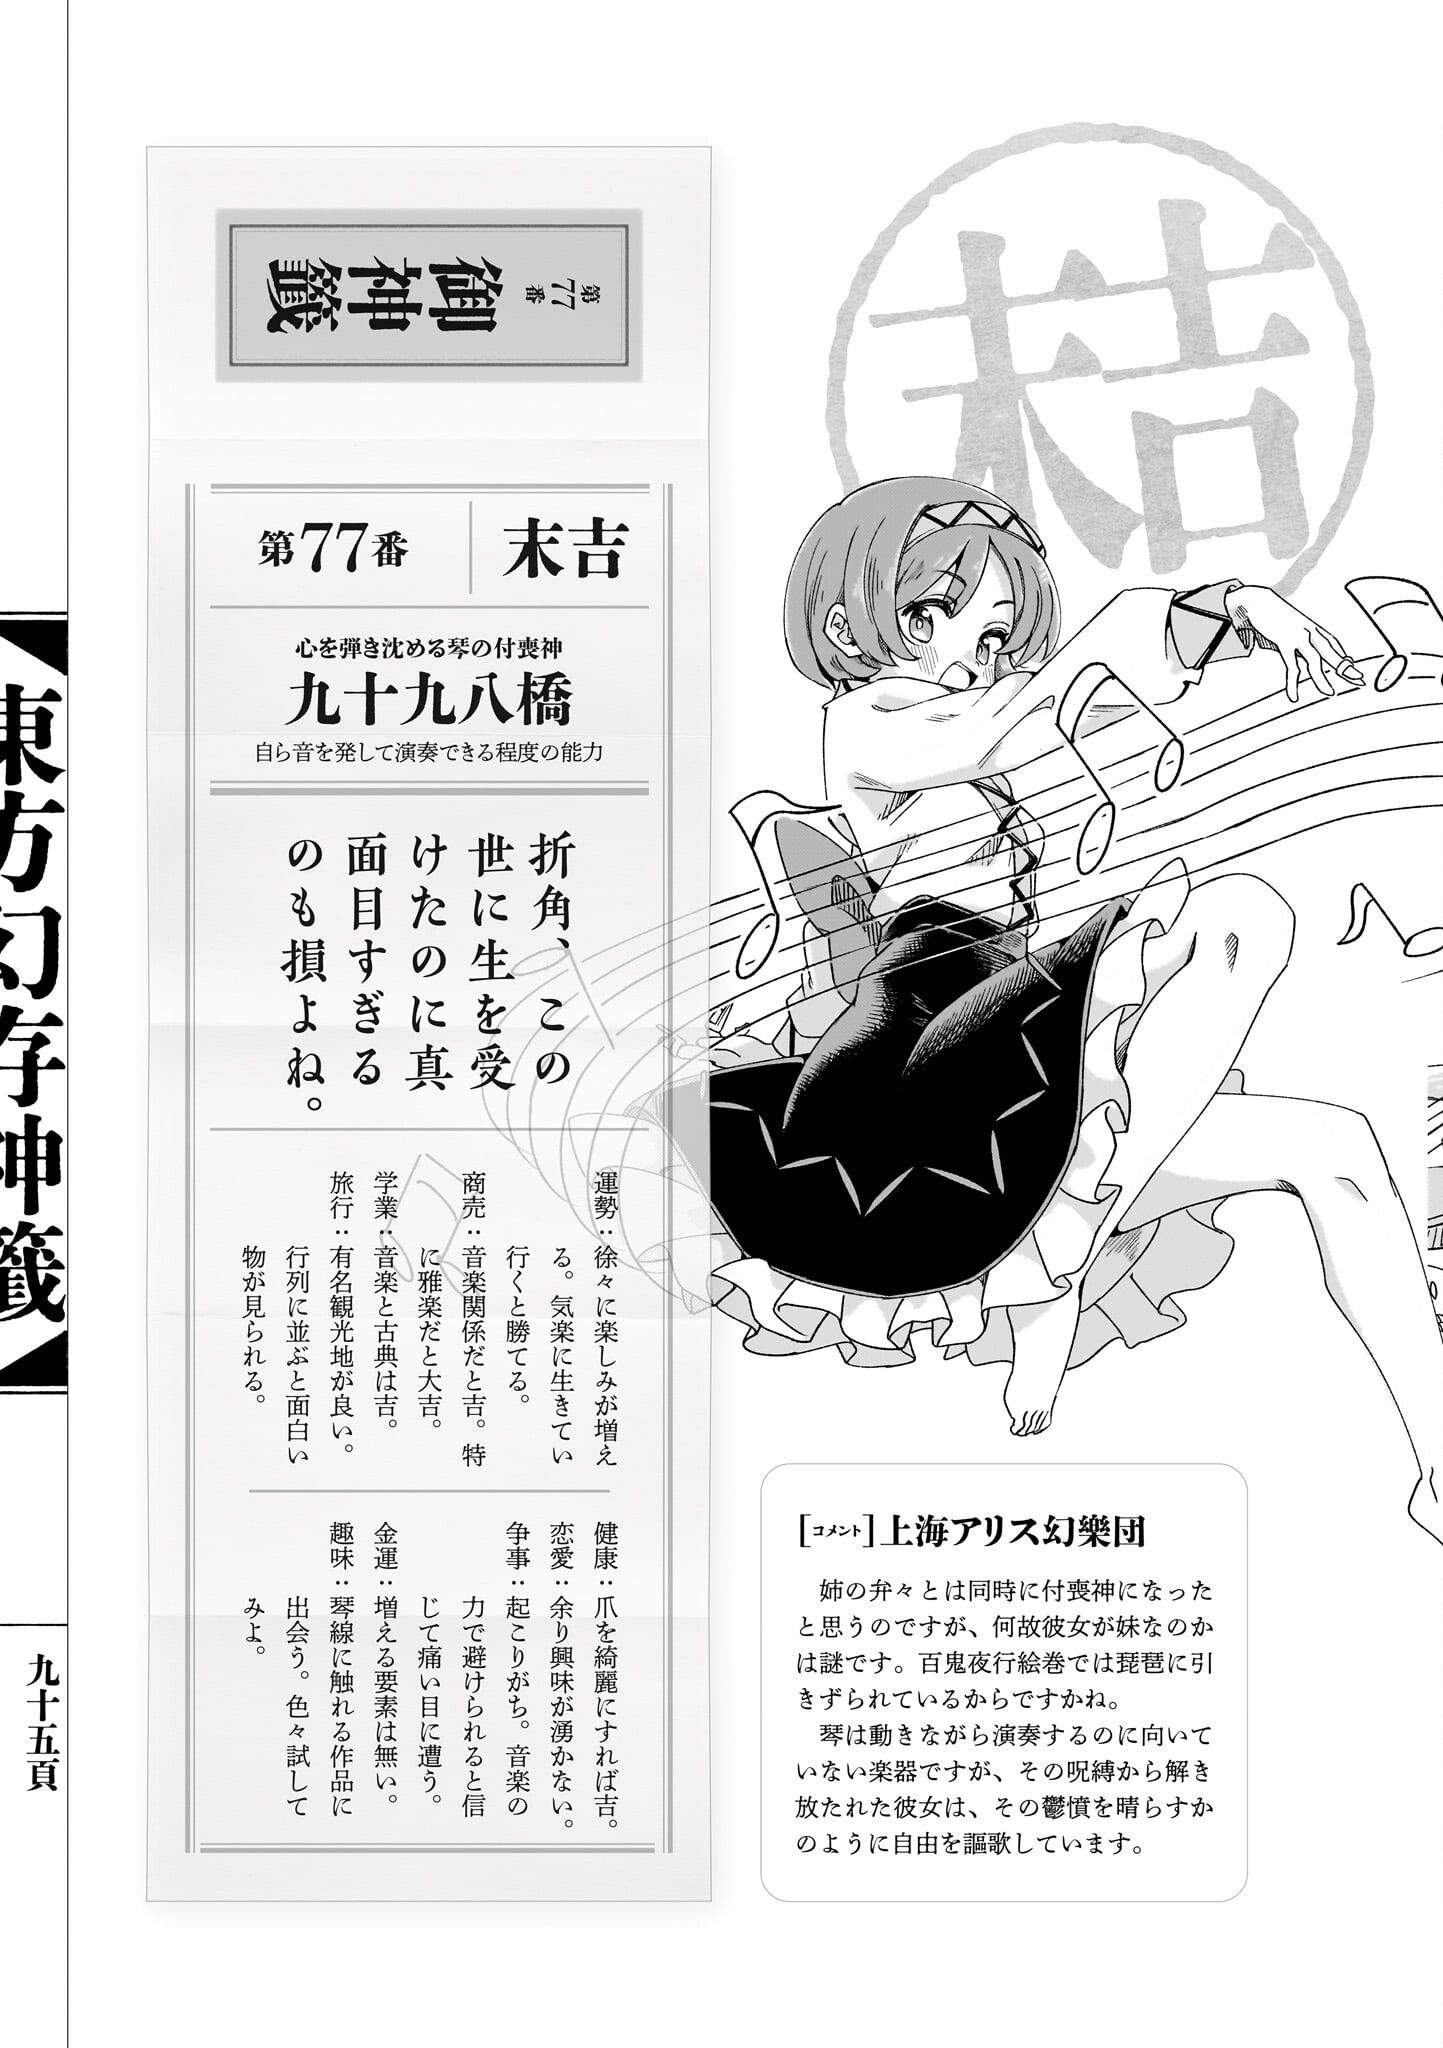 末吉
御神籤
第77番
第77番
末吉
心を弾き沈める琴の付喪神
九十九八橋
自ら音を発して演奏できる程度の能力
折角、この
世に生を受
けたのに真
面目すぎる
のも損よね。
運勢：徐々に楽しみが増え
る。気楽に生きてい
行くと勝てる。
商売：音楽関係だと吉。特
に雅楽だと大吉。
学業：音楽と古典は吉。
旅行：有名観光地が良い。
行列に並ぶと面白い
物が見られる。
健康：爪を綺麗にすれば吉。
恋愛：余り興味が湧かない。
争事：起こりがち。音楽の
力で避けられると信
じて痛い目に遭う。
金運：増える要素は無い。
趣味：琴線に触れる作品に
出会う。色々試して
みよ。
［コメント］上海アリス幻樂団
姉の弁々とは同時に付喪神になった
と思うのですが、何故彼女が妹なのか
は謎です。百鬼夜行絵巻では琵琶に引
きずられているからですかね。
琴は動きながら演奏するのに向いて
いない楽器ですが、その呪縛から解き
放たれた彼女は、その鬱憤を晴らすか
のように自由を謳歌しています。
東方幻存神籤
九十五頁